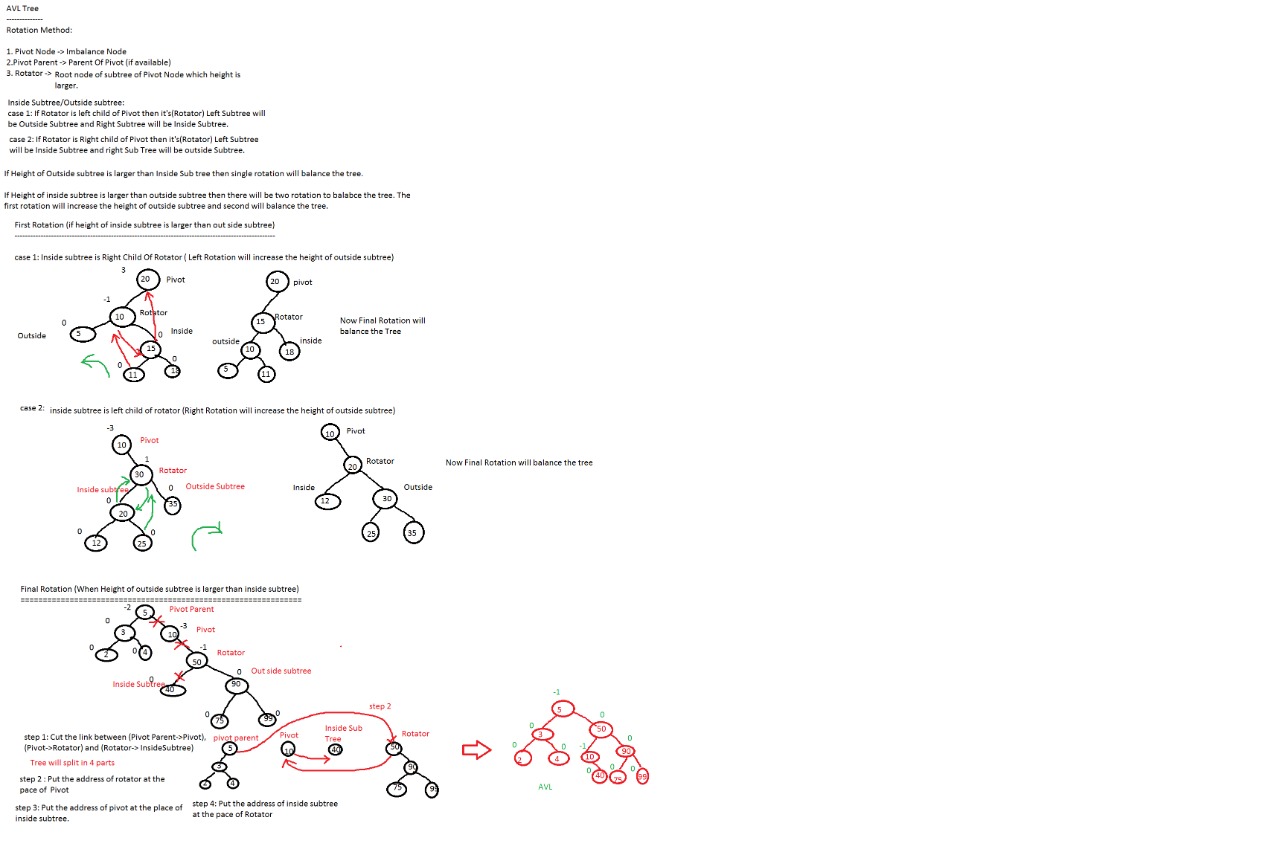 AVL Tree
--------------
Rotation Method:
1. Pivot Node -> Imbalance Node
2.Pivot Parent -> Parent Of Pivot (if available)
3. Rotator -> Root node of subtree of Pivot Node which height is
larger.
Inside Subtree/Outside subtree:
case 1: If Rotator is left child of Pivot then it's(Rotator) Left Subtree will
be Outside Subtree and Right Subtree will be Inside Subtree.
case 2: If Rotator is Right child of Pivot then it's(Rotator) Left Subtree
will be Inside Subtree and right Sub Tree will be outside Subtree.
If Height of Outside subtree is larger than Inside Sub tree then single rotation will balance the tree.
If Height of inside subtree is larger than outside subtree then there will be two rotation to balabce the tree. The
first rotation will increase the height of outside subtree and second will balance the tree.
First Rotation (if height of inside subtree is larger than out side subtree)
case 1: Inside subtree is Right Child Of Rotator ( Left Rotation will increase the height of outside subtree)
3
20 Pivot
-1
10 Rotator
0
5
Outside
0 Inside
15
0
11
0
18
20 pivot
15 Rotator
outside
10
inside
18
5
11
Now Final Rotation will
balance the Tree
case 2: inside subtree is left child of rotator (Right Rotation will increase the height of outside subtree)
-3
10 Pivot
1
30 Rotator
Inside subtree
0
20
0 Outside Subtree
35
0
12
0
25
10 Pivot
20 Rotator
Inside
12
Outside
30
25
35
Now Final Rotation will balance the tree
Final Rotation (When Height of outside subtree is larger than inside subtree)
==============================================================
-2
5 Pivot Parent
0
3
-3
10 Pivot
0
2
0 4
-1
50 Rotator
Inside Subtree
0
40
0 Out side subtree
90
0
75
0
99
step 1: Cut the link between (Pivot Parent->Pivot),
(Pivot->Rotator) and (Rotator-> InsideSubtree)
Tree will split in 4 parts
step 2 : Put the address of rotator at the
pace of Pivot
step 3: Put the address of pivot at the place of
inside subtree.
step 4: Put the address of inside subtree
at the pace of Rotator
pivot parent
5
3
2
4
Pivot
10
Inside Sub
Tree
40
step 2
Rotator
50
90
75
99
-1
5
0
3
0
50
0
2
0
4
-1
10
0
90
0
40
0
75
0
99
AVL